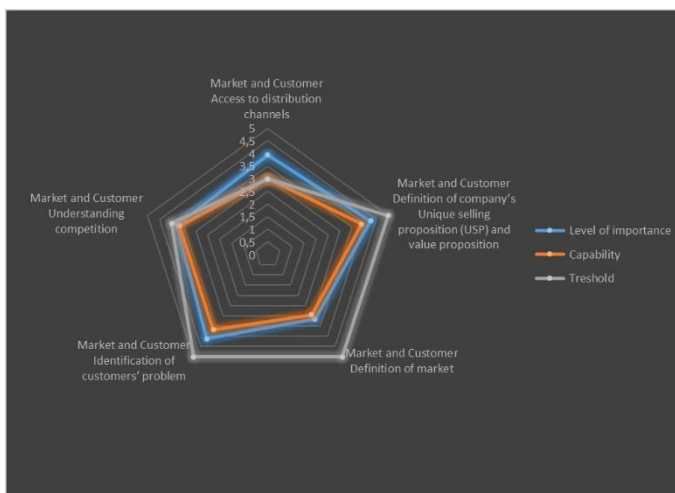 Market and Customer
Access to distribution
channels
5
4,5
4
3,5
3
2,5
2
1,5
1
0,5
0
Market and Customer
Definition of company's
Unique selling
proposition (USP) and
value proposition
Market and Customer
Understanding
competition
Level of importance
Capability
Treshold
Market and Customer
Identification of
customers' problem
Market and Customer
Definition of market